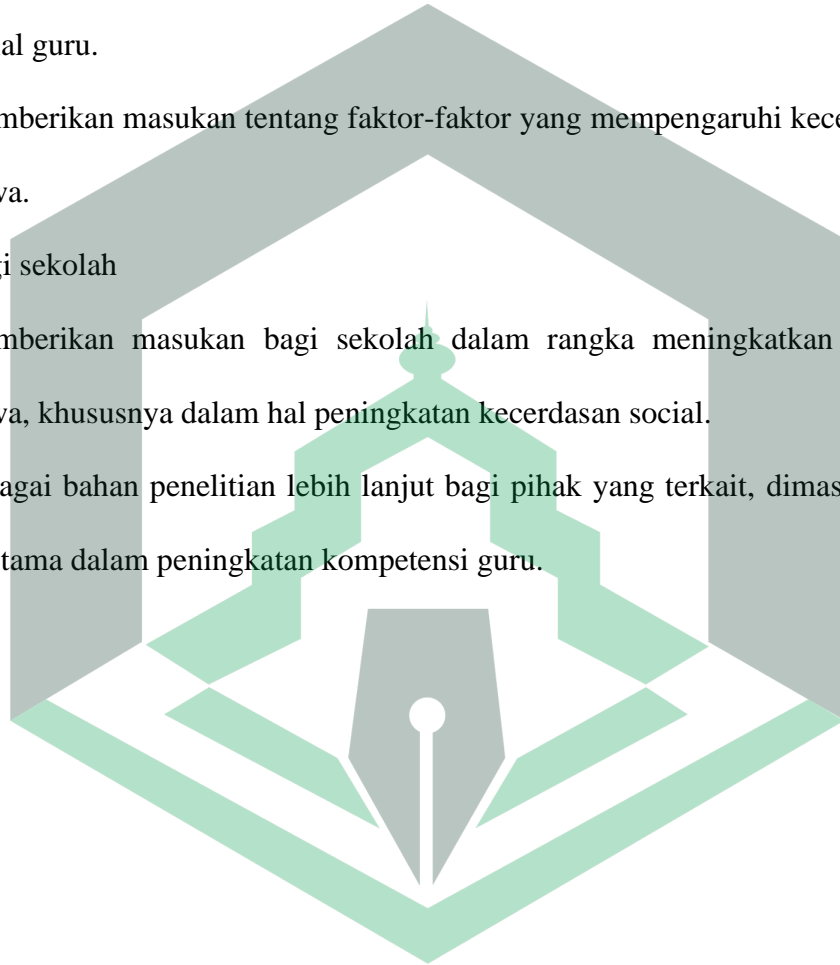 al guru.
mberikan masukan tentang faktor-faktor yang mempengaruhi kece
va.
gi sekolah
mberikan masukan bagi sekolah dalam rangka meningkatkan
va, khususnya dalam hal peningkatan kecerdasan social.
agai bahan penelitian lebih lanjut bagi pihak yang terkait, dimas
tama dalam peningkatan kompetensi guru.